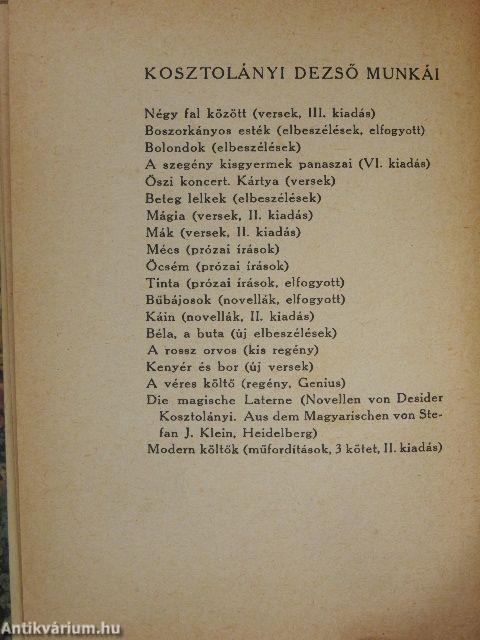 KOSZTOLÁNYI DEZSŐ MUNKÁI
Négy fal között (versek, III. kiadás)
Boszorkányos esték (elbeszélések, elfogyott)
Bolondok (elbeszélések)
A szegény kisgyermek panaszai (VI. kiadás)
Őszi koncert. Kártya (versek)
Beteg lelkek (elbeszélések)
Mágia (versek, II. kiadás)
Mák (versek, II. kiadás)
Mécs (prózai írások)
Öcsém (prózai írások)
Tinta (prózai írások, elfogyott)
Bűbájosok (novellák, elfogyott)
Káin (novellák, II. kiadás)
Béla, a buta (új elbeszélések)
A rossz orvos (kis regény)
Kenyér és bor (új versek)
A véres költő (regény, Genius)
Die magische Laterne (Novellen von Desider
Kosztolányi. Aus dem Magyarischen von Ste-
fan J. Klein, Heidelberg)
Modern költők (műfordítások, 3 kötet, II. kiadás)
Antikvárium.hu